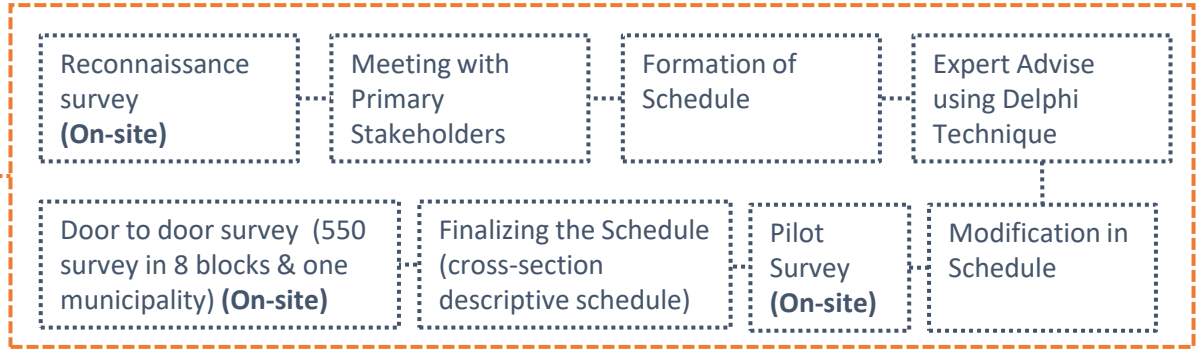 Reconnaissance
survey
(On-site)
Meeting with
Primary
Stakeholders
Formation of
Schedule
Expert Advise
using Delphi
Technique
Door to door survey (550
survey in 8 blocks & one
municipality) (On-site)
Finalizing the Schedule
(cross-section
descriptive schedule)
Pilot
Survey
(On-site)
Modification in
Schedule